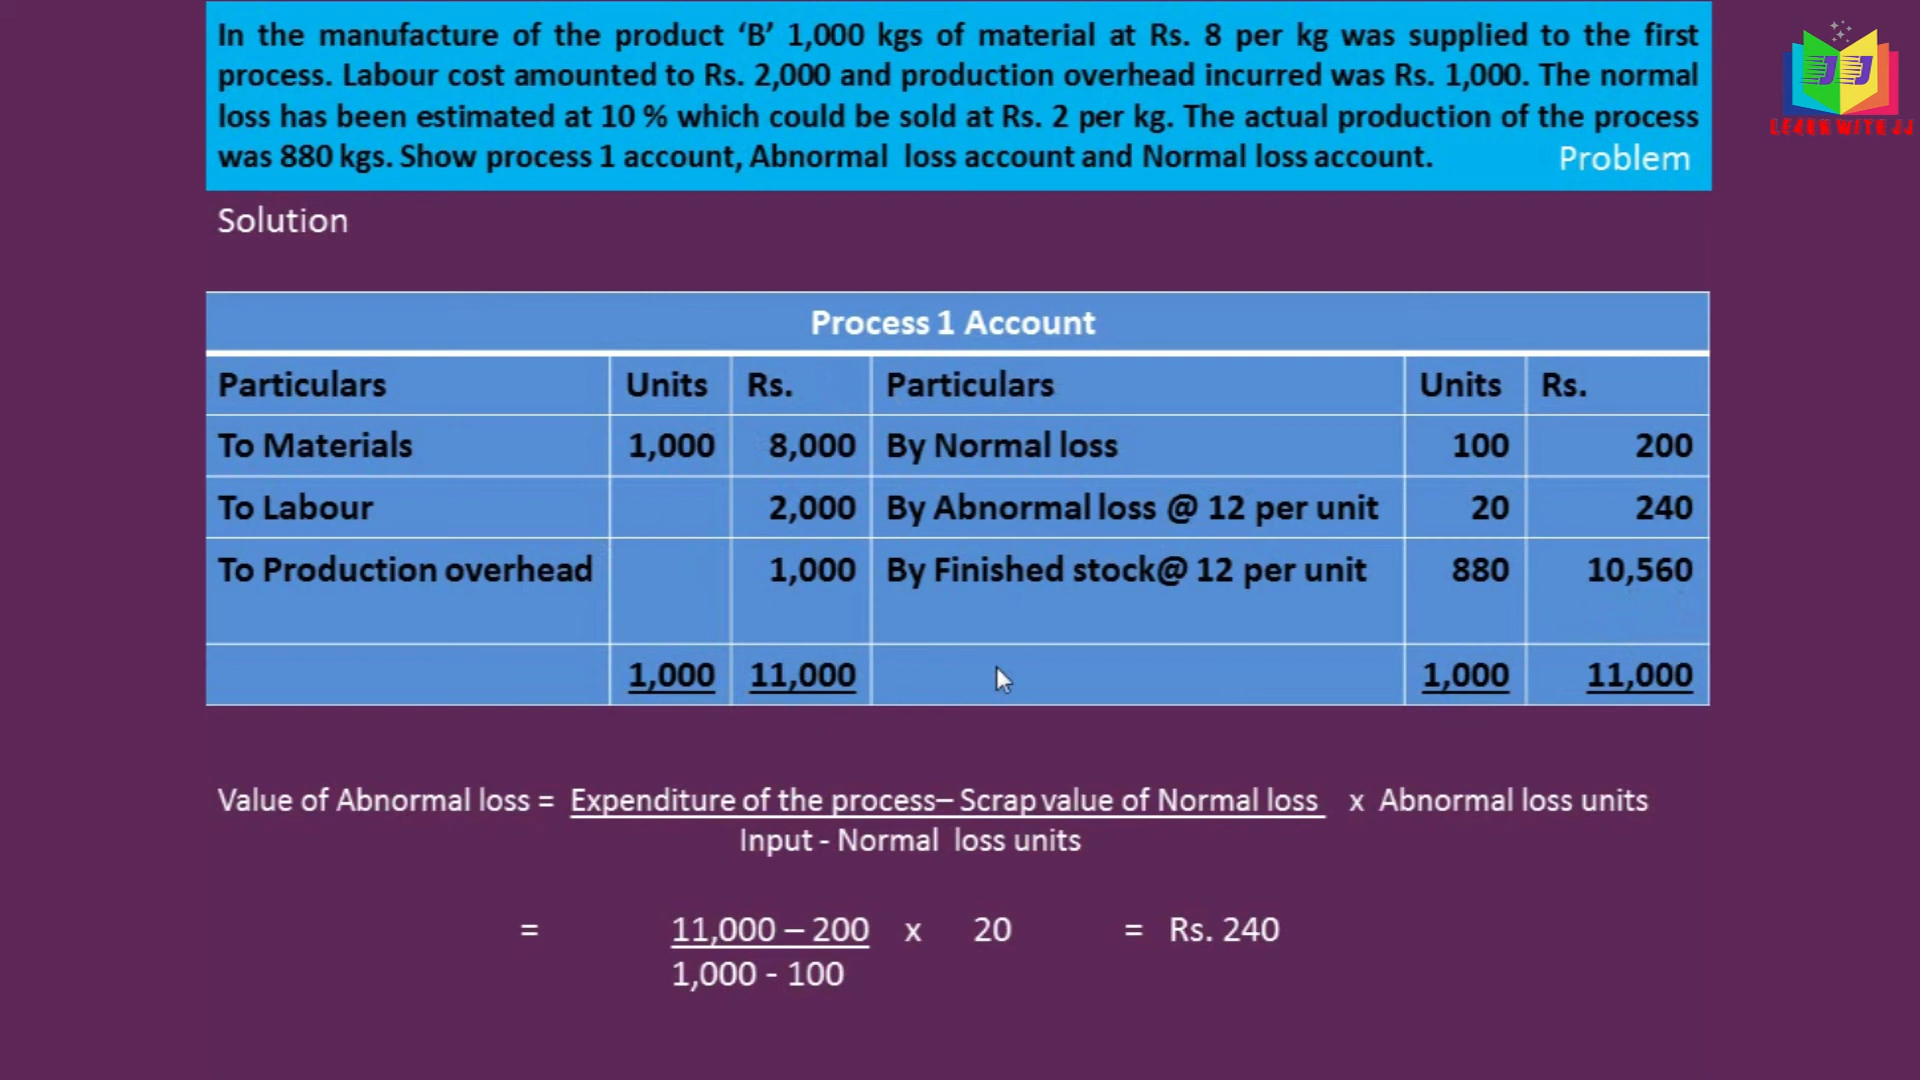 In the manufacture of the product ‘B’ 1,000 kgs of material at Rs. 8 per kg was supplied to the first
process. Labour cost amounted to Rs. 2,000 and production overhead incurred was Rs. 1,000. The normal
loss has been estimated at 10 % which could be sold at Rs. 2 per kg. The actual production of the process
was 880 kgs. Show process 1 account, Abnormal loss account and Normal loss account. Problem
JJ
LEARN WITH JJ
Solution
Process 1 Account
Particulars Units Rs. Particulars Units Rs.
To Materials 1,000 8,000 By Normal loss 100 200
To Labour 2,000 By Abnormal loss @ 12 per unit 20 240
To Production overhead 1,000 By Finished stock@ 12 per unit 880 10,560
1,000 11,000 1,000 11,000
Value of Abnormal loss = Expenditure of the process– Scrap value of Normal loss x Abnormal loss units
Input - Normal loss units
= 11,000 – 200 x 20 = Rs. 240
1,000 - 100